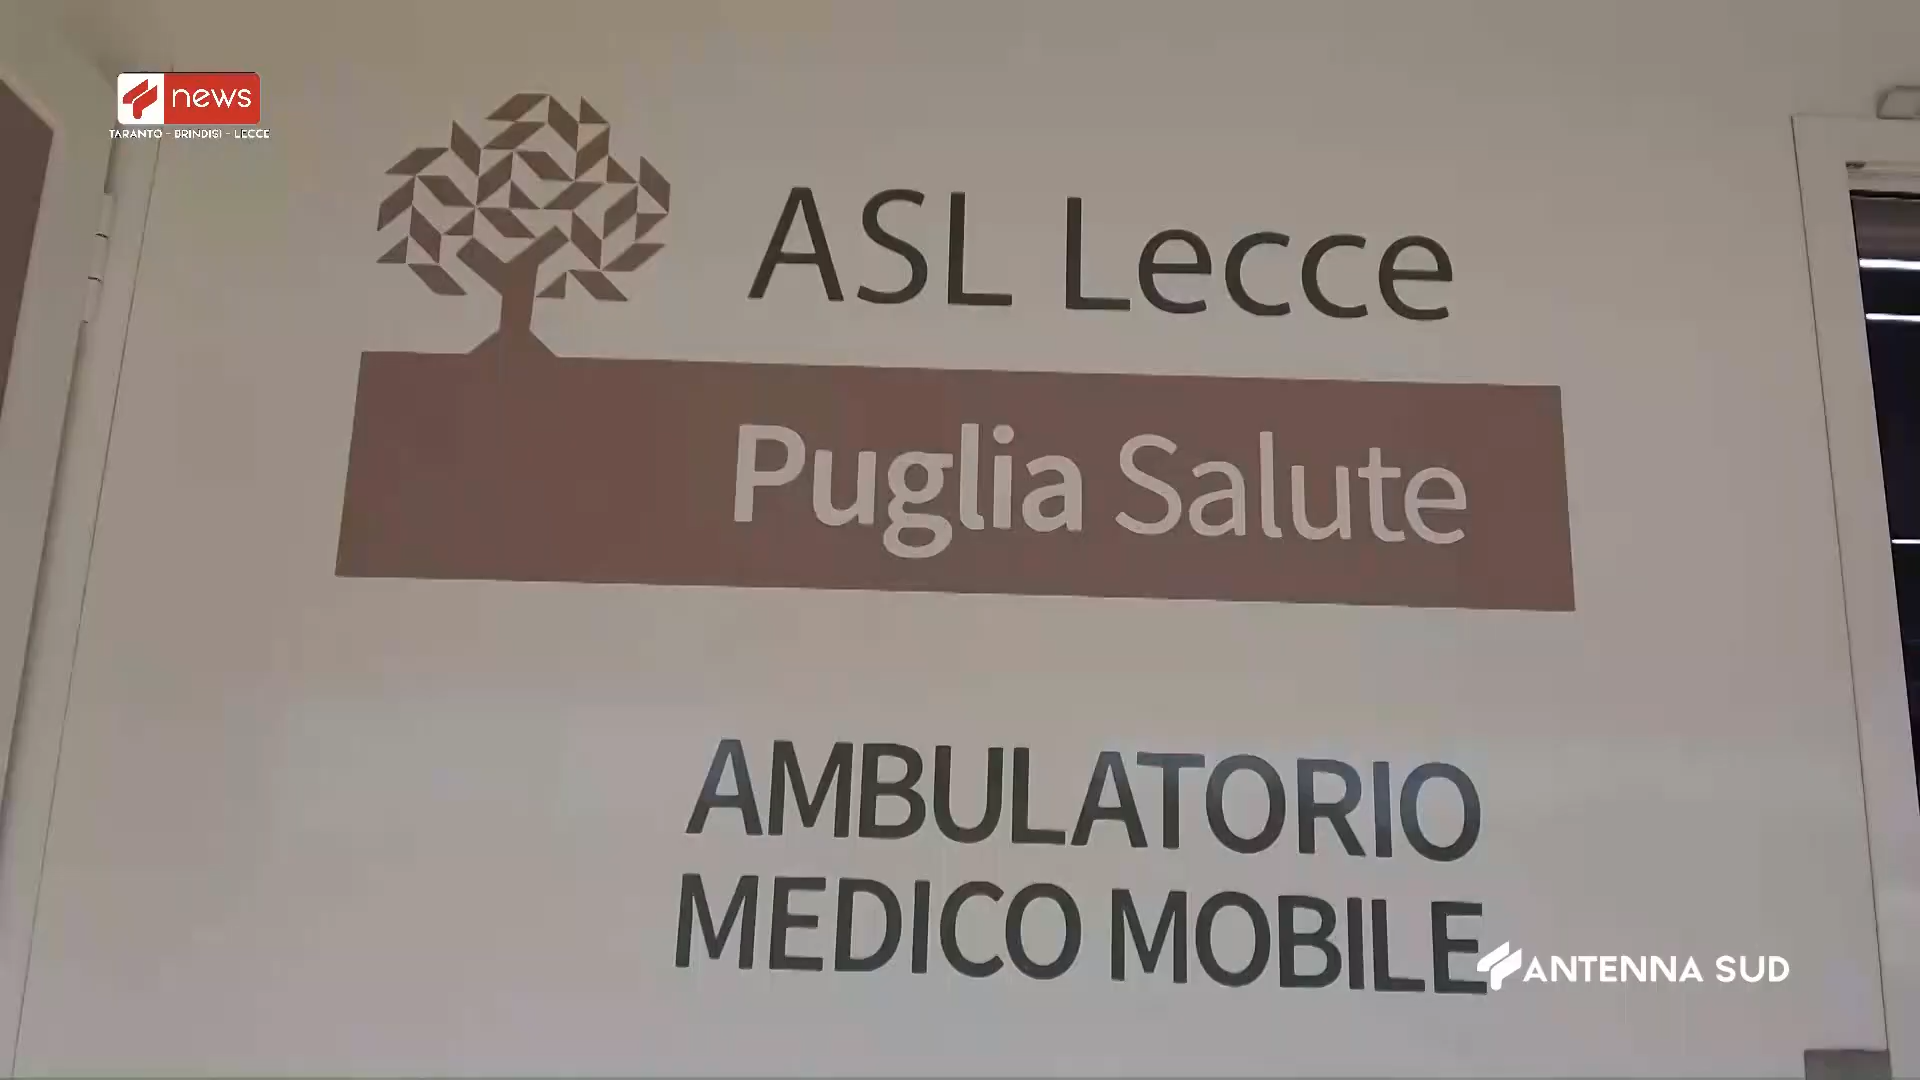 news
TARANTO - BRINDISI - LECCE
ASL Lecce
Puglia Salute
AMBULATORIO
MEDICO MOBILE
ANTENNA SUD